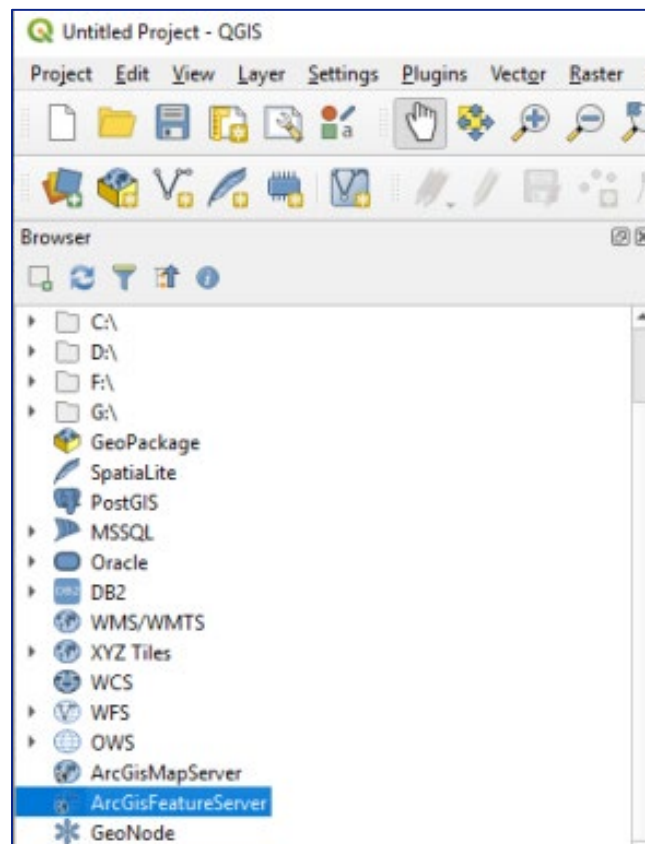 Untitled Project - QGIS
Project Edit View Layer Settings Plugins Vector Raster
a
Browser
C:\
D:\
F:\
G:\
GeoPackage
SpatiaLite
PostGIS
MSSQL
Oracle
DB2 DB2
WMS/WMTS
XYZ Tiles
WCS
WFS
OWS
ArcGisMapServer
ArcGisFeatureServer
GeoNode